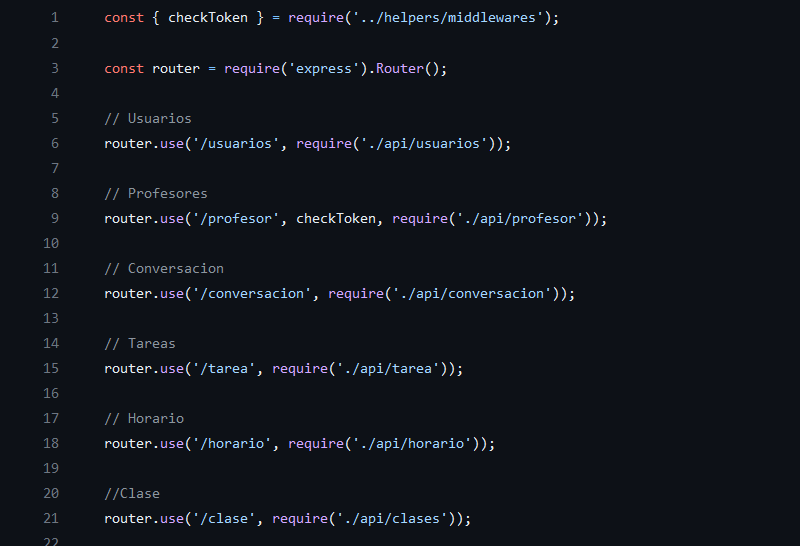 1 const { checkToken } = require('../helpers/middlewares');
2
3 const router = require('express').Router();
4
5 // Usuarios
6 router.use('/usuarios', require('./api/usuarios'));
7
8 // Profesores
9 router.use('/profesor', checkToken, require('./api/profesor'));
10
11 // Conversacion
12 router.use('/conversacion', require('./api/conversacion'));
13
14 // Tareas
15 router.use('/tarea', require('./api/tarea'));
16
17 // Horario
18 router.use('/horario', require('./api/horario'));
19
20 //Clase
21 router.use('/clase', require('./api/clases'));
22